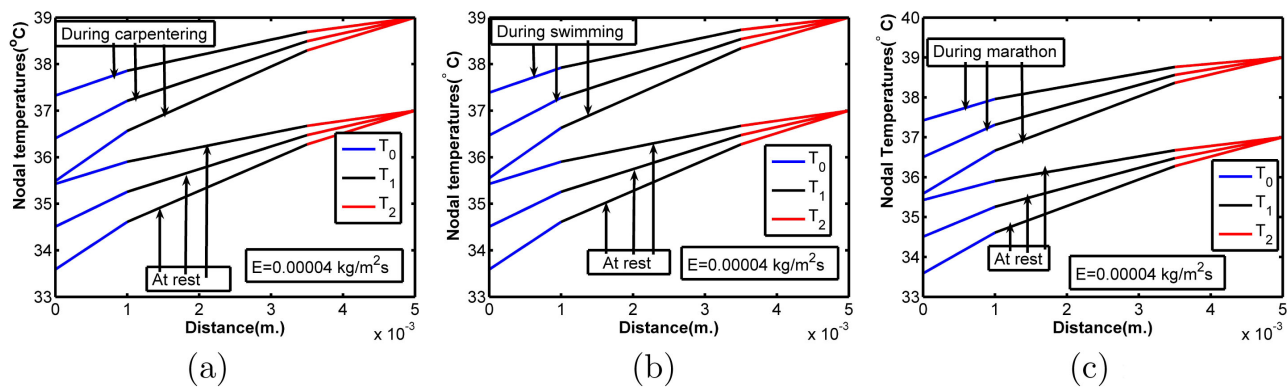 Nodal temperatures(°C)
39
38
37
36
35
34
33
During carpentering
T0
T1
T2
At rest
E=0.00004 kg/m²s
0 1 2 3 4 5
Distance(m.)
x 10⁻³
(a)
Nodal temperatures(° C)
39
38
37
36
35
34
33
During swimming
T0
T1
T2
At rest
E=0.00004 kg/m²s
0 1 2 3 4 5
Distance(m.)
x 10⁻³
(b)
Nodal Temperatures(° C)
40
39
38
37
36
35
34
33
During marathon
T0
T1
T2
At rest
E=0.00004 kg/m²s
0 1 2 3 4 5
Distance(m.)
x 10⁻³
(c)